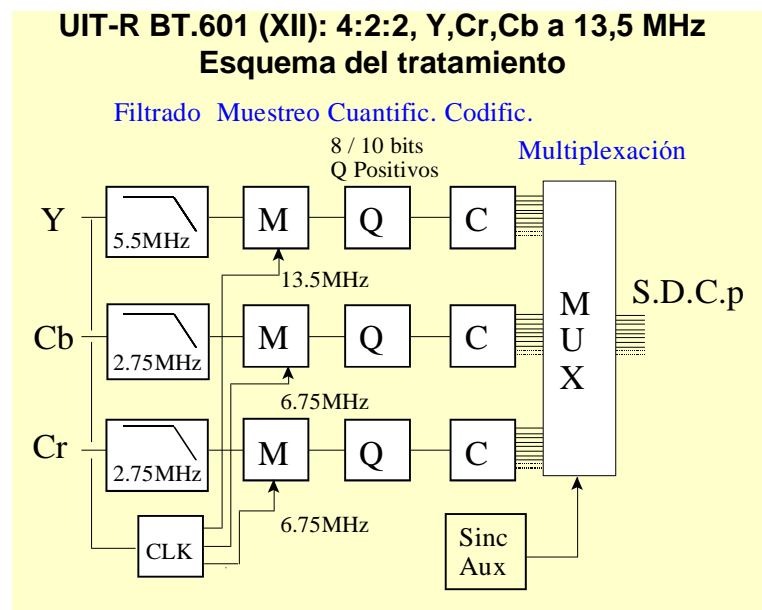 UIT-R BT.601 (XII): 4:2:2, Y,Cr,Cb a 13,5 MHz
Esquema del tratamiento
Filtrado Muestreo Cuantific. Codific.
8 / 10 bits
Q Positivos
Multiplexación
Y
5.5MHz
M
Q
C
13.5MHz
Cb
2.75MHz
M
Q
C
6.75MHz
Cr
2.75MHz
M
Q
C
6.75MHz
CLK
M
U
X
S.D.C.p
Sinc
Aux